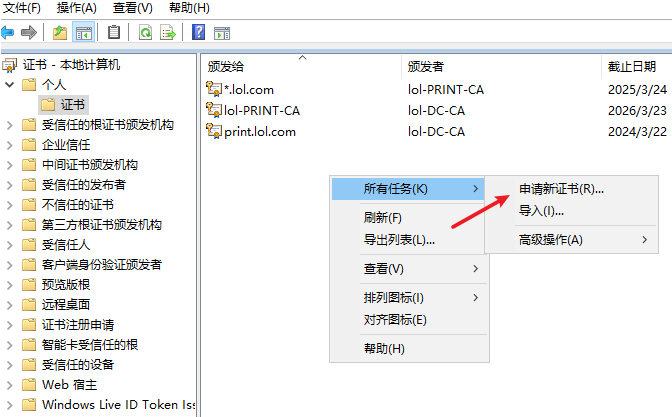 文件(F) 操作(A) 查看(V) 帮助(H)
证书 - 本地计算机
个人
证书
受信任的根证书颁发机构
企业信任
中间证书颁发机构
受信任的发布者
不信任的证书
第三方根证书颁发机构
受信任人
客户端身份验证颁发者
预览版根
远程桌面
证书注册申请
智能卡受信任的根
受信任的设备
Web 宿主
Windows Live ID Token Iss
颁发给 颁发者 截止日期
*.lol.com lol-PRINT-CA 2025/3/24
lol-PRINT-CA lol-DC-CA 2026/3/23
print.lol.com lol-DC-CA 2024/3/22
所有任务(K)
刷新(F)
导出列表(L)...
查看(V)
排列图标(I)
对齐图标(E)
帮助(H)
申请新证书(R)...
导入(I)...
高级操作(A)